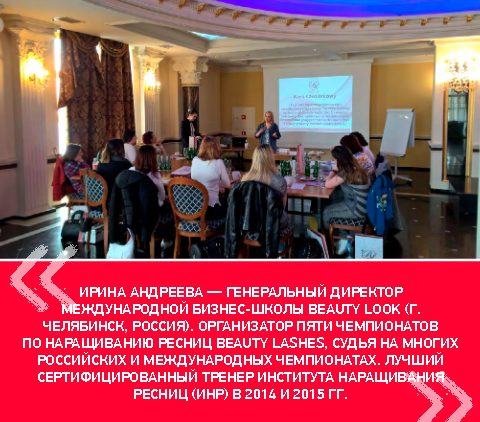 ИРИНА АНДРЕЕВА — ГЕНЕРАЛЬНЫЙ ДИРЕКТОР
МЕЖДУНАРОДНОЙ БИЗНЕС-ШКОЛЫ BEAUTY LOOK (Г.
ЧЕЛЯБИНСК, РОССИЯ). ОРГАНИЗАТОР ПЯТИ ЧЕМПИОНАТОВ
ПО НАРАЩИВАНИЮ РЕСНИЦ BEAUTY LASHES, СУДЬЯ НА МНОГИХ
РОССИЙСКИХ И МЕЖДУНАРОДНЫХ ЧЕМПИОНАТАХ. ЛУЧШИЙ
СЕРТИФИЦИРОВАННЫЙ ТРЕНЕР ИНСТИТУТА НАРАЩИВАНИЯ
РЕСНИЦ (ИНР) В 2014 И 2015 ГГ.